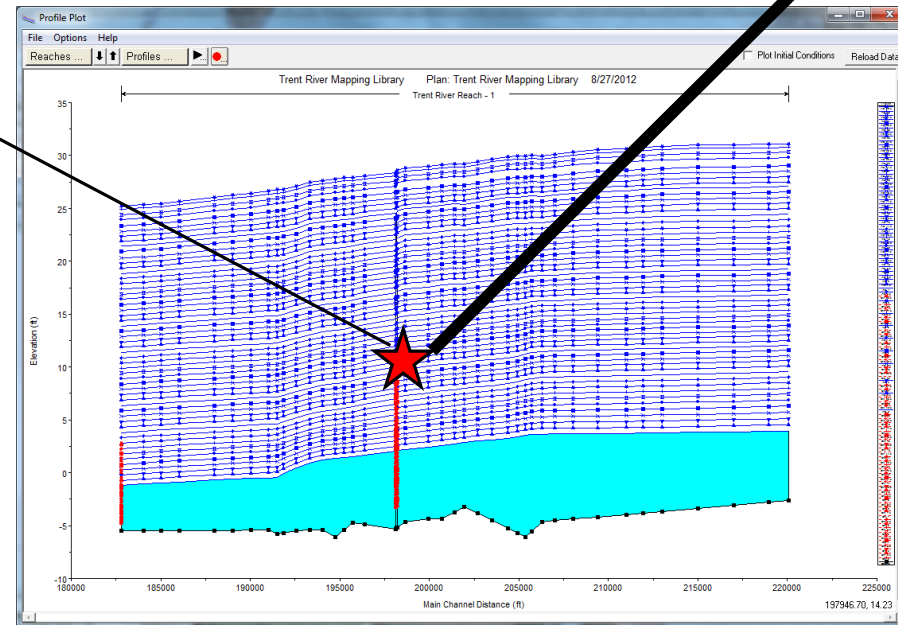 Profile Plot
File Options Help
Reaches ... Profiles ... Plot Initial Conditions Reload Data
Trent River Mapping Library Plan: Trent River Mapping Library 8/27/2012
Trent River Reach - 1
35
30
25
20
15
10
5
0
-5
-10
Elevation (ft)
180000 185000 190000 195000 200000 205000 210000 215000 220000 225000
Main Channel Distance (ft)
197946.70, 14.23